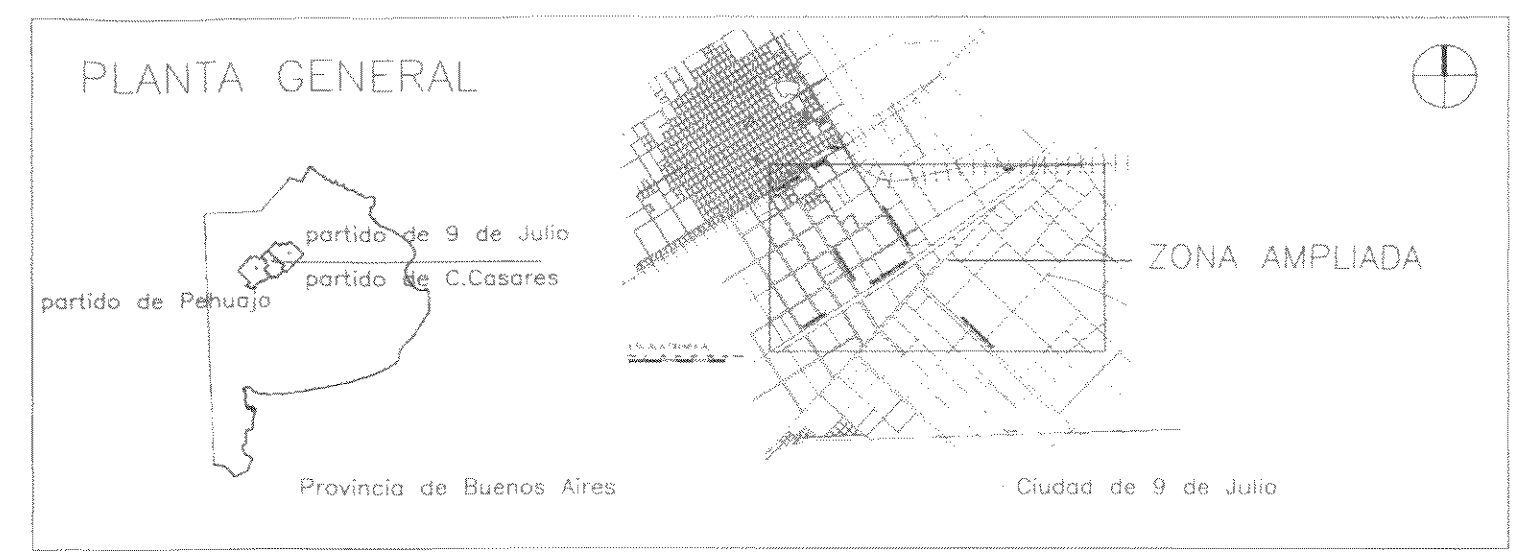 PLANTA GENERAL
partido de 9 de Julio
partido de C.Casares
partido de Pehuajo
ZONA AMPLIADA
Provincia de Buenos Aires
Ciudad de 9 de Julio